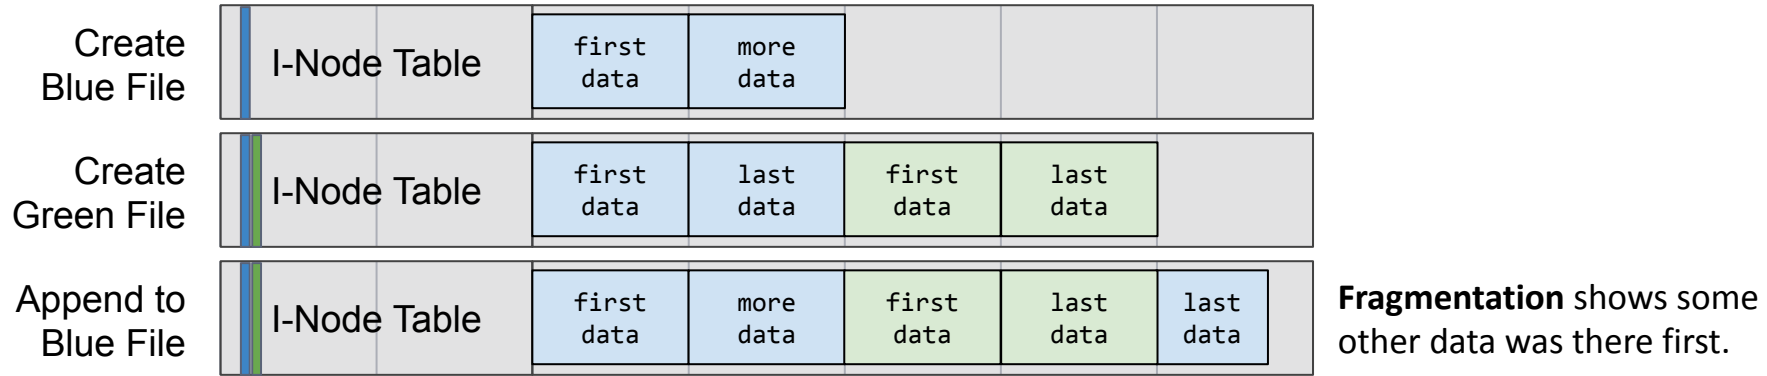 Create
Blue File
I-Node Table
first
data
more
data
Create
Green File
I-Node Table
first
data
last
data
first
data
last
data
Append to
Blue File
I-Node Table
first
data
more
data
first
data
last
data
last
data
Fragmentation shows some
other data was there first.